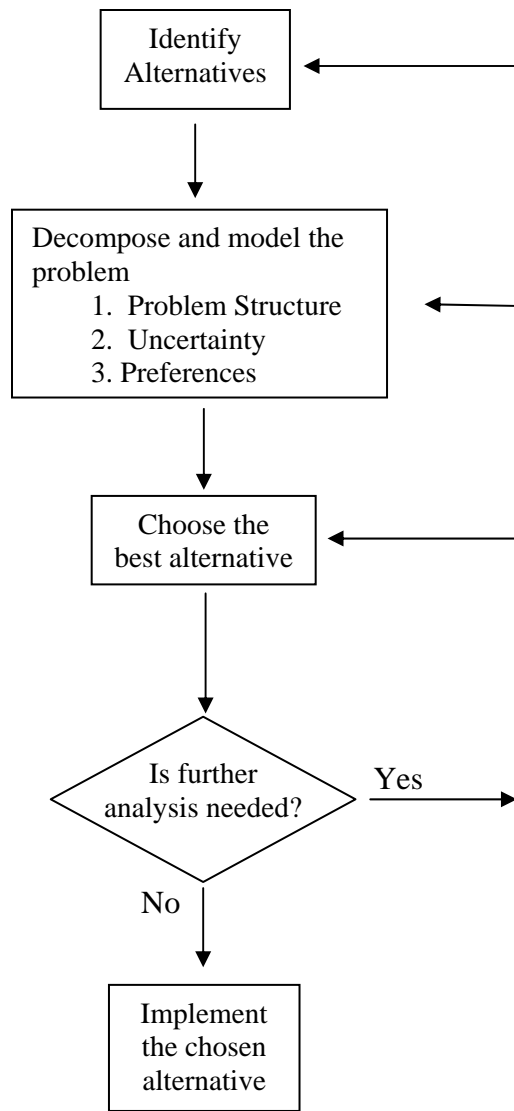 Identify
Alternatives
Decompose and model the
problem
1. Problem Structure
2. Uncertainty
3. Preferences
Choose the
best alternative
Is further
analysis needed?
Yes
No
Implement
the chosen
alternative